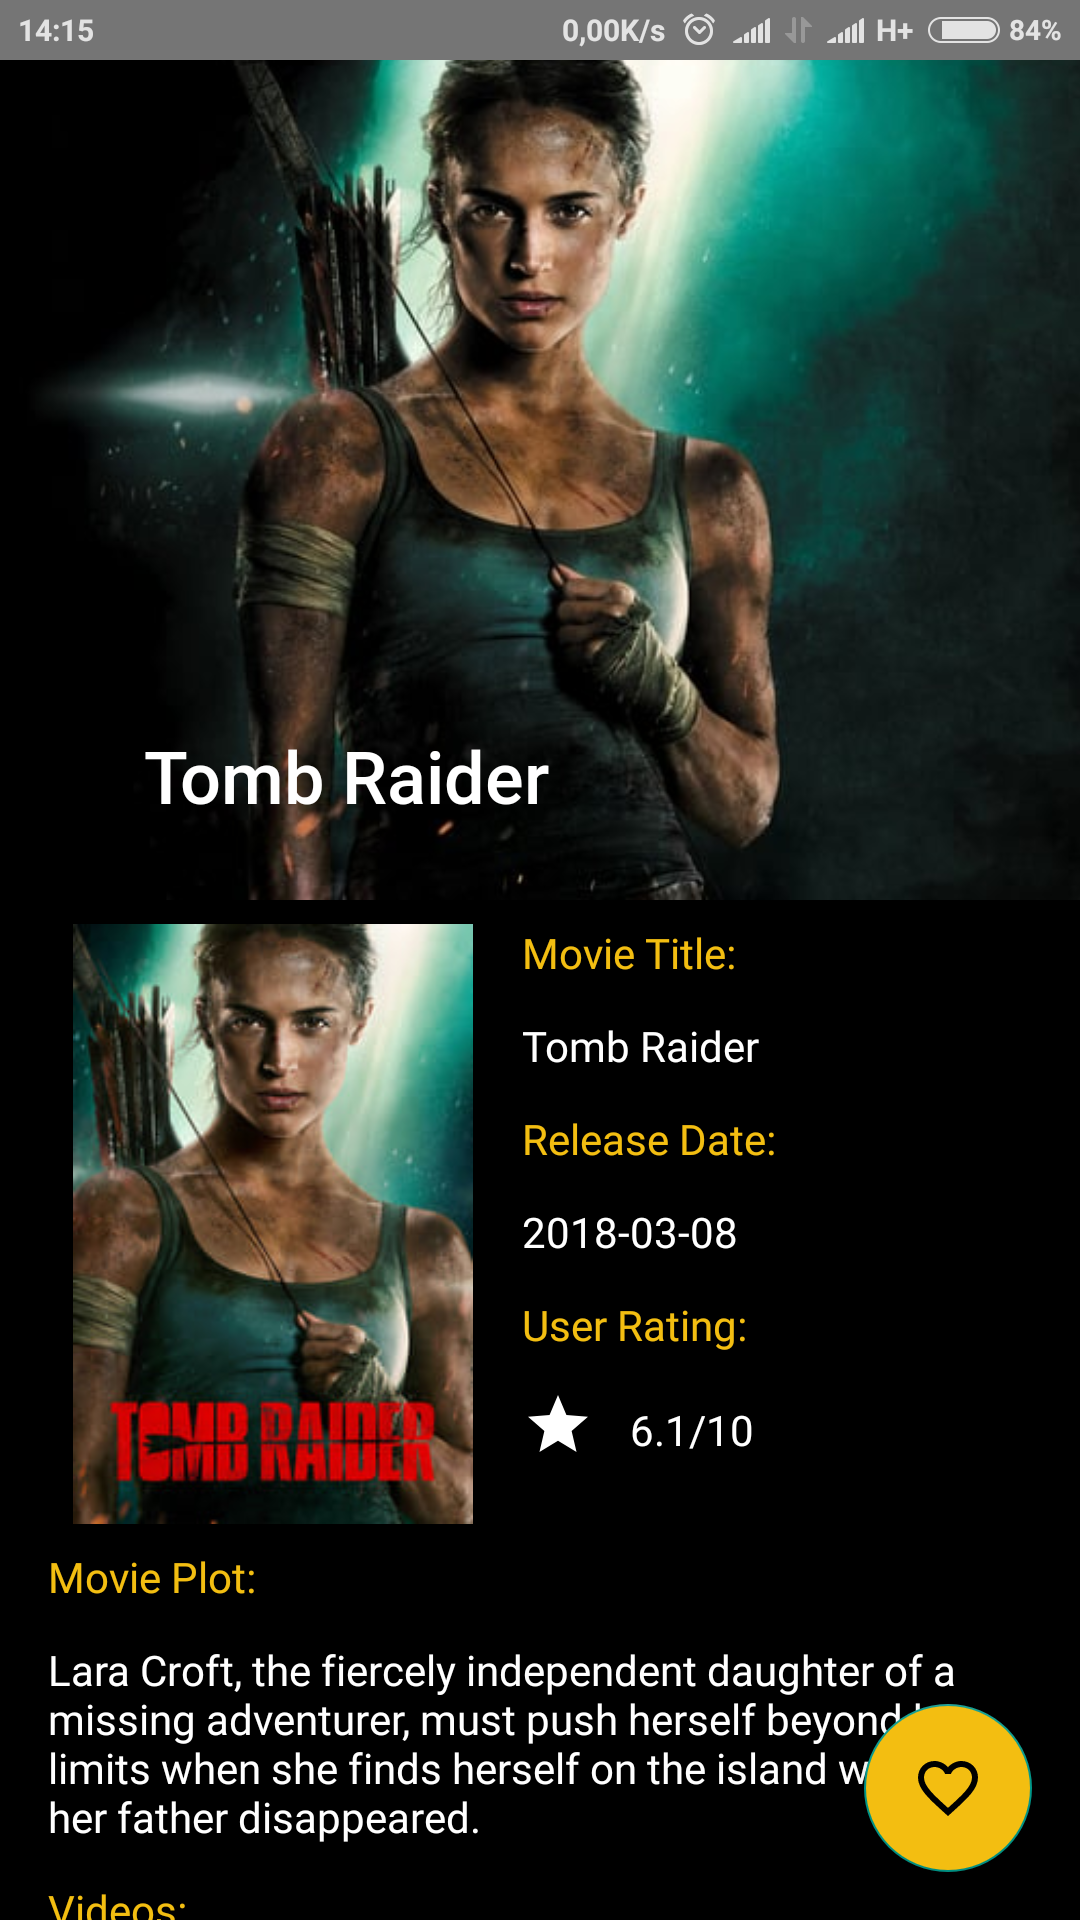 14:15 0,00K/s H+ 84%
Tomb Raider
Movie Title:
Tomb Raider
Release Date:
2018-03-08
User Rating:
6.1/10
TOMB RAIDER
Movie Plot:
Lara Croft, the fiercely independent daughter of a
missing adventurer, must push herself beyond
limits when she finds herself on the island
her father disappeared.
Videos: